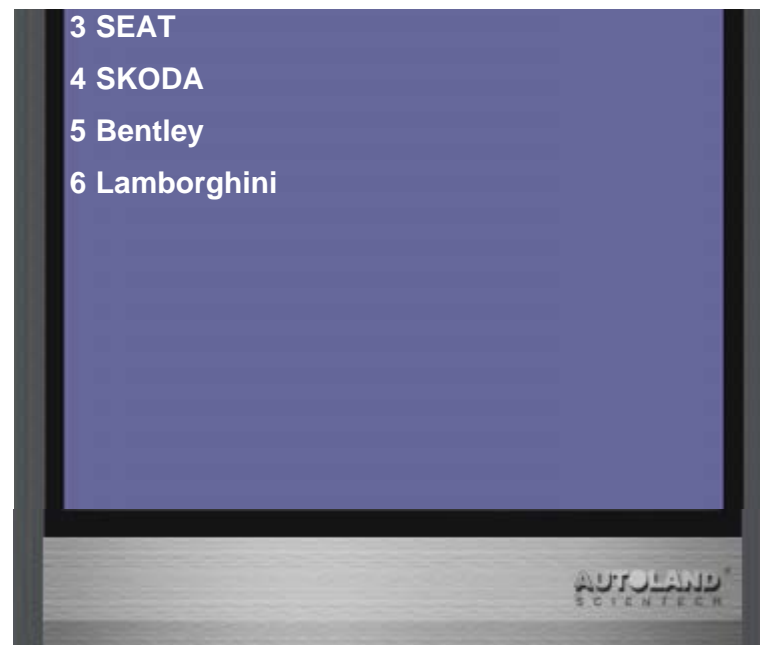 3 SEAT
4 SKODA
5 Bentley
6 Lamborghini
AUTOLAND
SCIENTECH